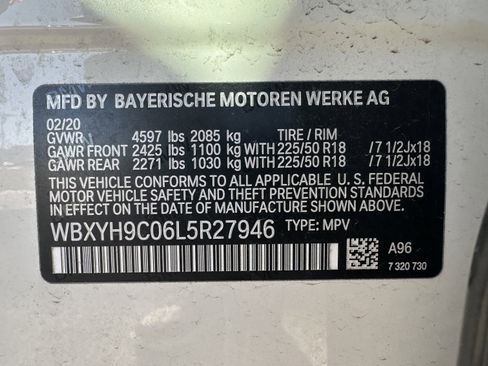 MFD BY BAYERISCHE MOTOREN WERKE AG
02/20
GVWR 4597 lbs 2085 kg TIRE / RIM
GAWR FRONT 2425 lbs 1100 kg WITH 225/50 R18 /7 1/2Jx18
GAWR REAR 2271 lbs 1030 kg WITH 225/50 R18 /7 1/2Jx18
THIS VEHICLE CONFORMS TO ALL APPLICABLE U. S. FEDERAL
MOTOR VEHICLE SAFETY AND THEFT PREVENTION STANDARDS
IN EFFECT ON THE DATE OF MANUFACTURE SHOWN ABOVE.
WBXYH9C06L5R27946 TYPE: MPV
A96
7 320 730